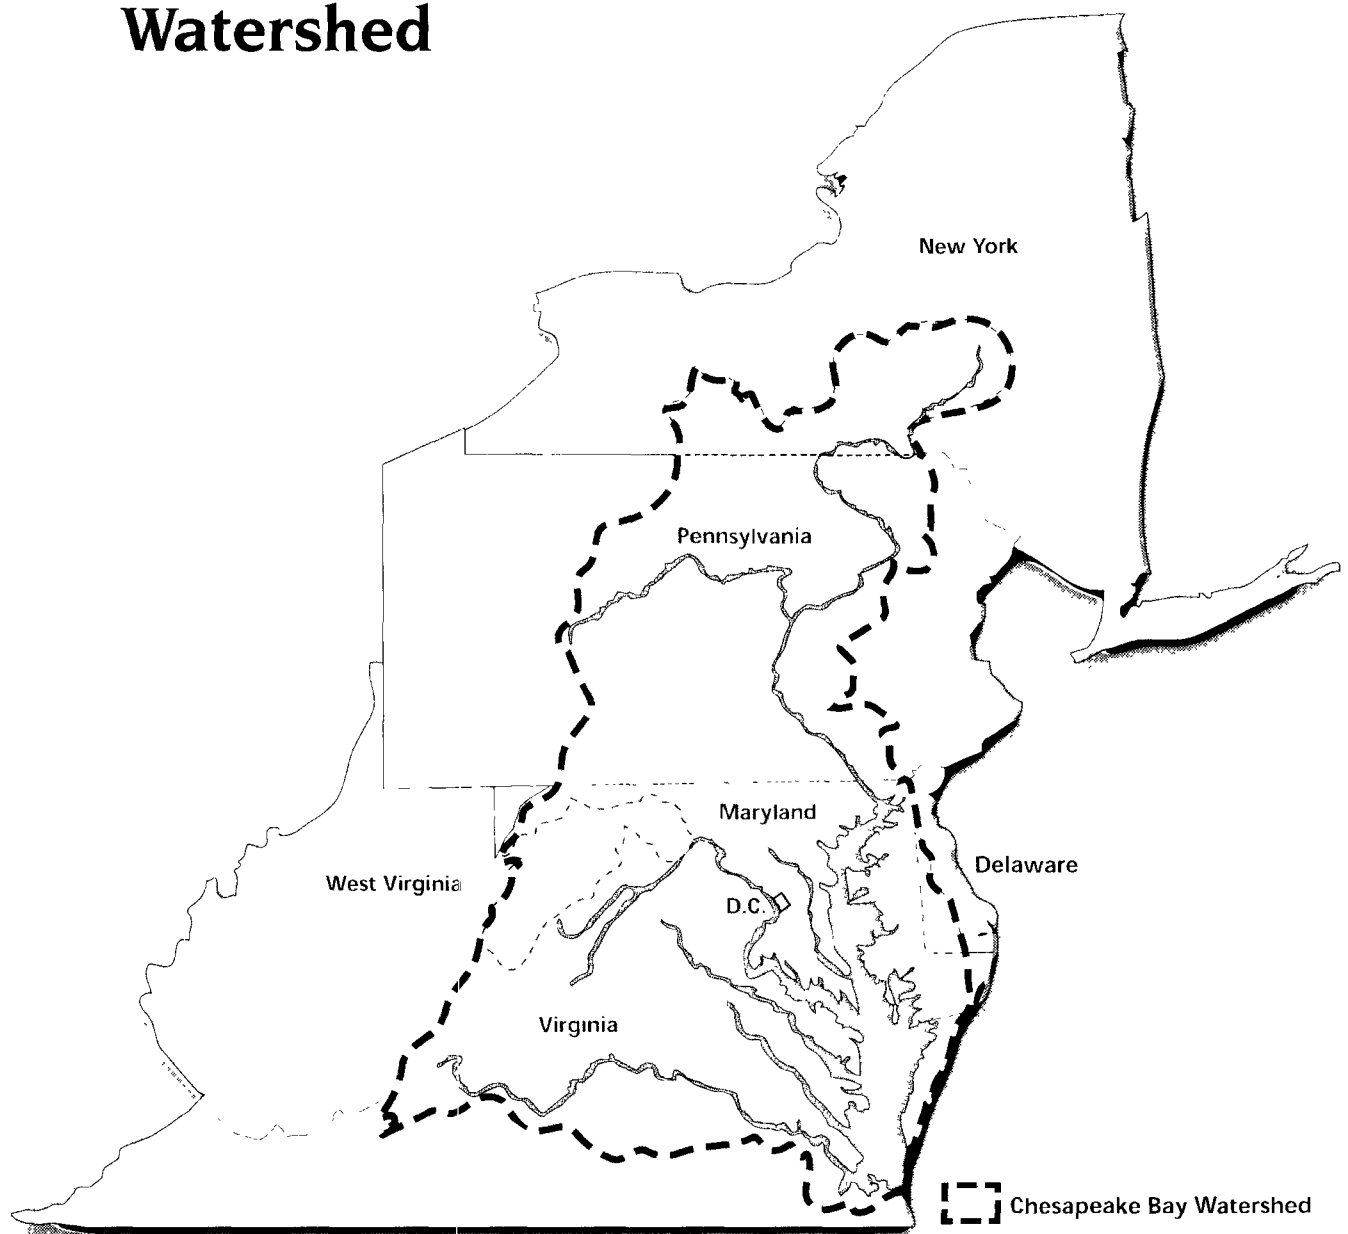 Watershed
New York
Pennsylvania
Maryland
West Virginia
Delaware
D.C.
Virginia
Chesapeake Bay Watershed